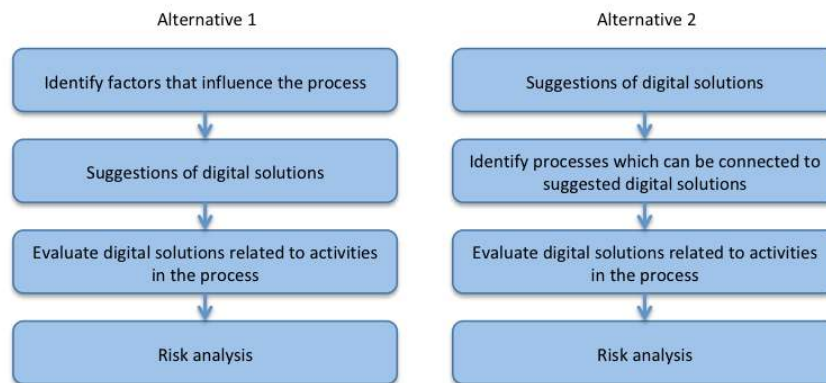 Alternative 1
Identify factors that influence the process
Suggestions of digital solutions
Evaluate digital solutions related to activities
in the process
Risk analysis
Alternative 2
Suggestions of digital solutions
Identify processes which can be connected to
suggested digital solutions
Evaluate digital solutions related to activities
in the process
Risk analysis